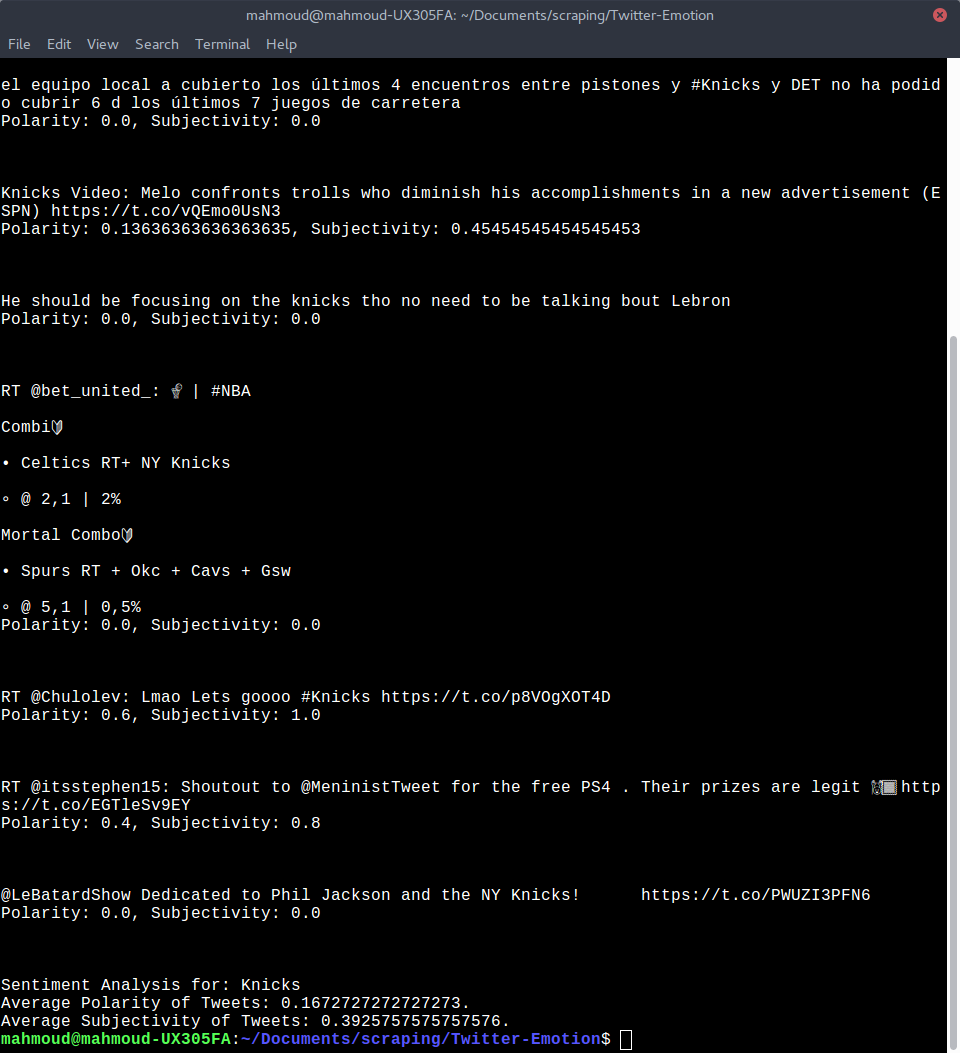 mahmoud@mahmoud-UX305FA: ~/Documents/scraping/Twitter-Emotion
File Edit View Search Terminal Help
el equipo local a cubierto los últimos 4 encuentros entre pistones y #Knicks y DET no ha podid
o cubrir 6 d los últimos 7 juegos de carretera
Polarity: 0.0, Subjectivity: 0.0
Knicks Video: Melo confronts trolls who diminish his accomplishments in a new advertisement (E
SPN) https://t.co/vQEmo0UsN3
Polarity: 0.13636363636363635, Subjectivity: 0.45454545454545453
He should be focusing on the knicks tho no need to be talking bout Lebron
Polarity: 0.0, Subjectivity: 0.0
RT @bet_united_: | #NBA
Combi
• Celtics RT+ NY Knicks
∘ @ 2,1 | 2%
Mortal Combo
• Spurs RT + Okc + Cavs + Gsw
∘ @ 5,1 | 0,5%
Polarity: 0.0, Subjectivity: 0.0
RT @Chulolev: Lmao Lets goooo #Knicks https://t.co/p8VOgXOT4D
Polarity: 0.6, Subjectivity: 1.0
RT @itsstephen15: Shoutout to @MeninistTweet for the free PS4 . Their prizes are legit http
s://t.co/EGTleSv9EY
Polarity: 0.4, Subjectivity: 0.8
@LeBatardShow Dedicated to Phil Jackson and the NY Knicks! https://t.co/PWUZI3PFN6
Polarity: 0.0, Subjectivity: 0.0
Sentiment Analysis for: Knicks
Average Polarity of Tweets: 0.1672727272727273.
Average Subjectivity of Tweets: 0.3925757575757576.
mahmoud@mahmoud-UX305FA:~/Documents/scraping/Twitter-Emotion$